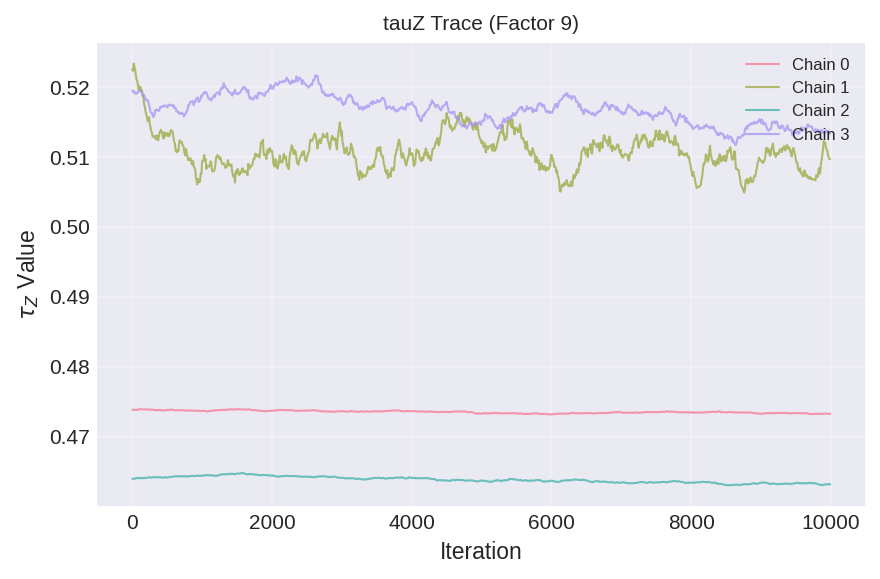 tauZ Trace (Factor 9)
Chain 0
Chain 1
Chain 2
Chain 3
0.52
0.51
0.50
0.49
0.48
0.47
τZ Value
0 2000 4000 6000 8000 10000
Iteration